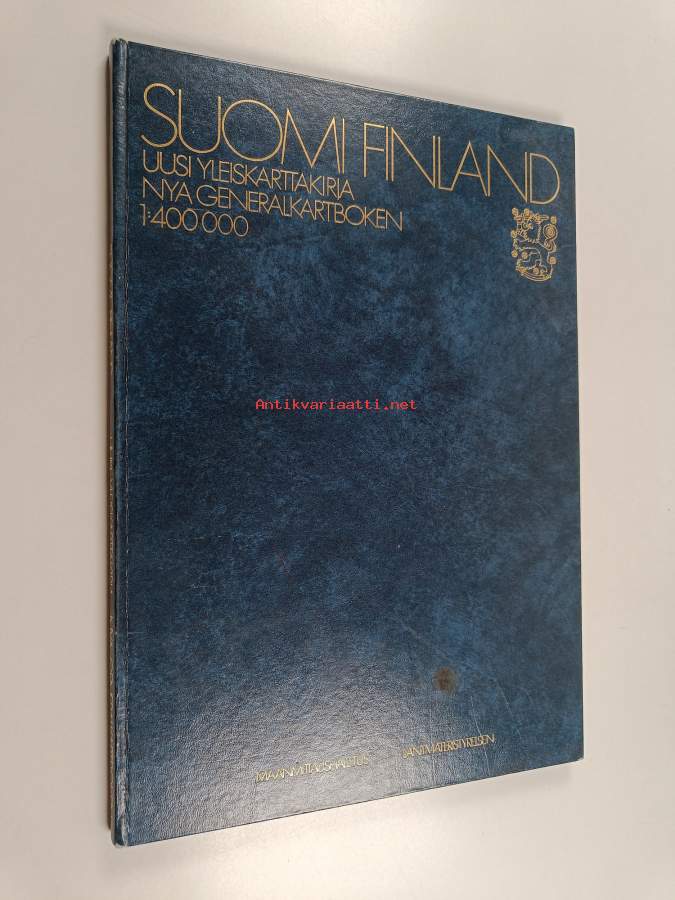 SUOMI FINLAND
UUSI YLEISKARTTAKIRJA
NYA GENERALKARTBOKEN
1:400 000
Antikvariaatti.net
MAANMITTAUSHALLITUS LANTMÄTERISTYRELSEN